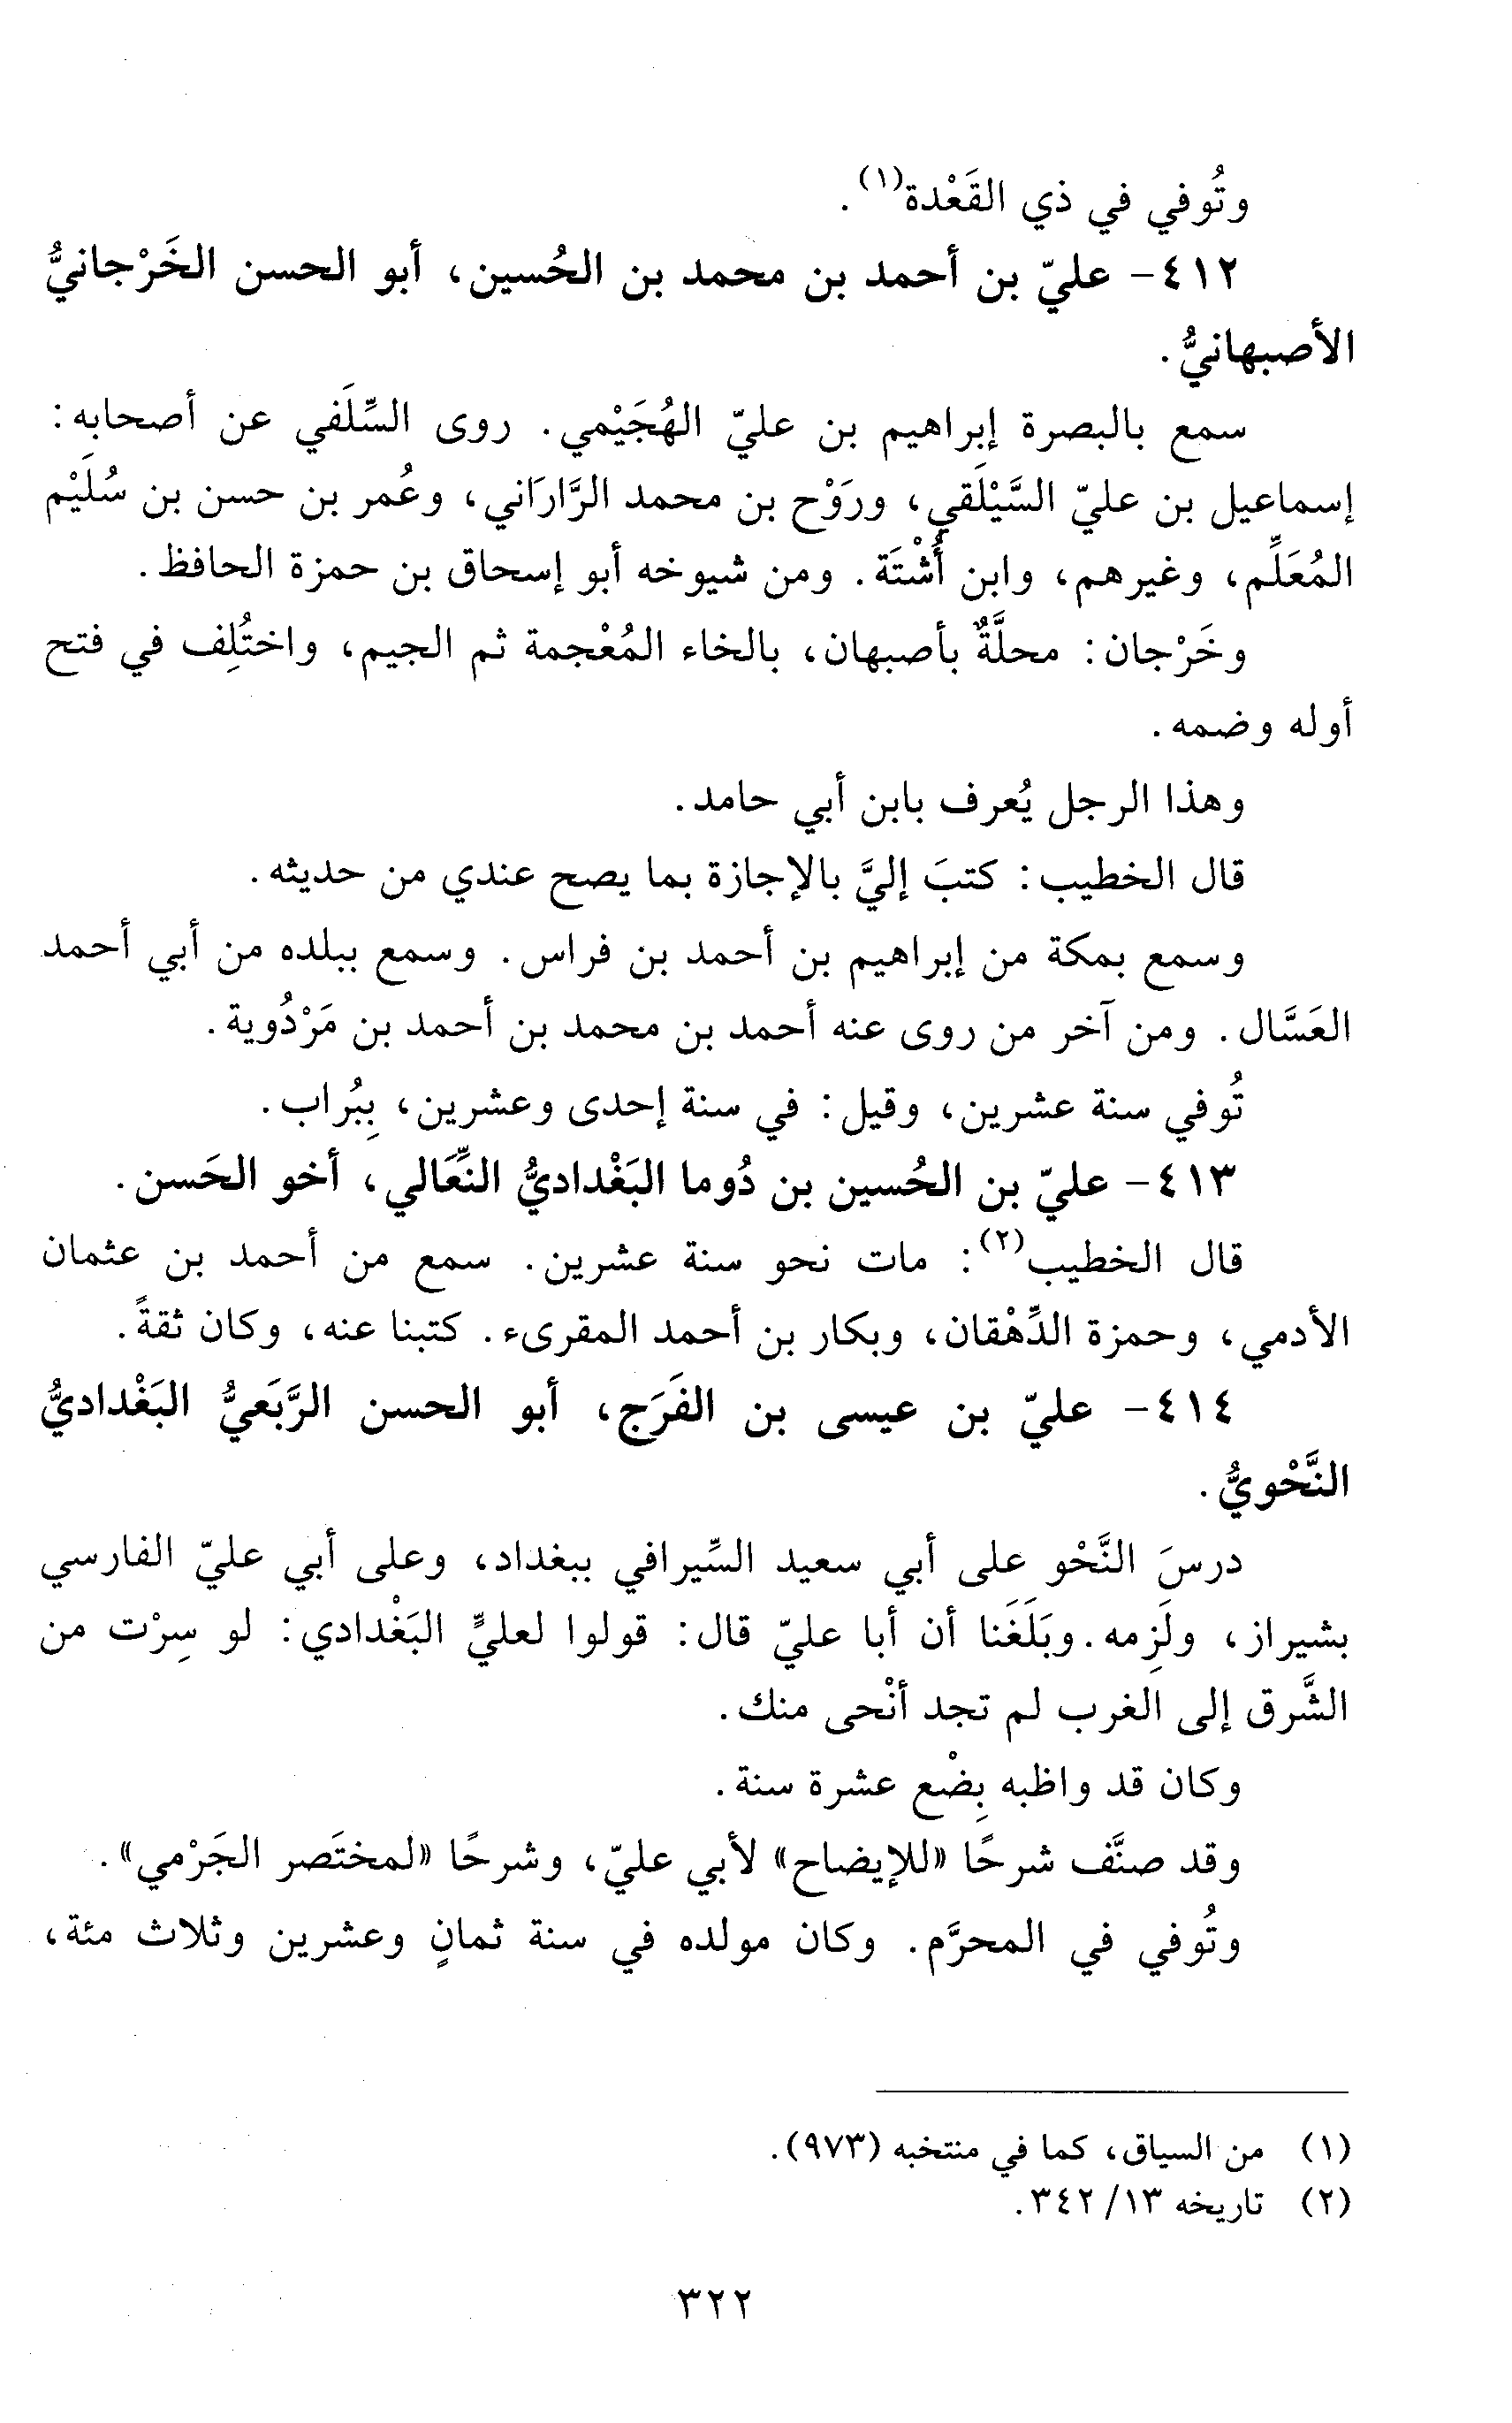 وتُوفي في ذي القَعْدة(١).
٤١٢- عليّ بن أحمد بن محمد بن الحُسين، أبو الحسن الخَرْجانيُّ
الأصبهانيُّ.
سمع بالبصرة إبراهيم بن عليّ الهُجَيْمي. روى السِّلَفي عن أصحابه:
إسماعيل بن عليّ السَّيْلَقي، ورَوْح بن محمد الرَّارَاني، وعُمر بن حسن بن سُلَيْم
المُعَلِّم، وغيرهم، وابن أُشْتَة. ومن شيوخه أبو إسحاق بن حمزة الحافظ.
وخَرْجان: محلَّةٌ بأصبهان، بالخاء المُعْجمة ثم الجيم، واختُلِف في فتح
أوله وضمه.
وهذا الرجل يُعرف بابن أبي حامد.
قال الخطيب: كتبَ إليَّ بالإجازة بما يصح عندي من حديثه.
وسمع بمكة من إبراهيم بن أحمد بن فراس. وسمع ببلده من أبي أحمد
العَسَّال. ومن آخر من روى عنه أحمد بن محمد بن أحمد بن مَرْدُوية.
تُوفي سنة عشرين، وقيل: في سنة إحدى وعشرين، بِبُراب.
٤١٣- عليّ بن الحُسين بن دُوما البَغْداديُّ النِّعَالي، أخو الحَسن.
قال الخطيب(٢): مات نحو سنة عشرين. سمع من أحمد بن عثمان
الأدمي، وحمزة الدِّهْقان، وبكار بن أحمد المقرىء. كتبنا عنه، وكان ثقةً.
٤١٤- عليّ بن عيسى بن الفَرَج، أبو الحسن الرَّبَعيُّ البَغْداديُّ
النَّحْويُّ.
درسَ النَّحْو على أبي سعيد السِّيرافي ببغداد، وعلى أبي عليّ الفارسي
بشيراز، ولَزِمه. وبَلَغَنا أن أبا عليّ قال: قولوا لعليٍّ البَغْدادي: لو سِرْت من
الشَّرق إلى الغرب لم تجد أنْحى منك.
وكان قد واظبه بِضْع عشرة سنة.
وقد صنَّف شرحًا «للإيضاح» لأبي عليّ، وشرحًا «لمختَصر الجَرْمي».
وتُوفي في المحرَّم. وكان مولده في سنة ثمانٍ وعشرين وثلاث مئة،
(١) من السياق، كما في منتخبه (٩٧٣).
(٢) تاريخه ١٣/ ٣٤٢.
٣٢٢